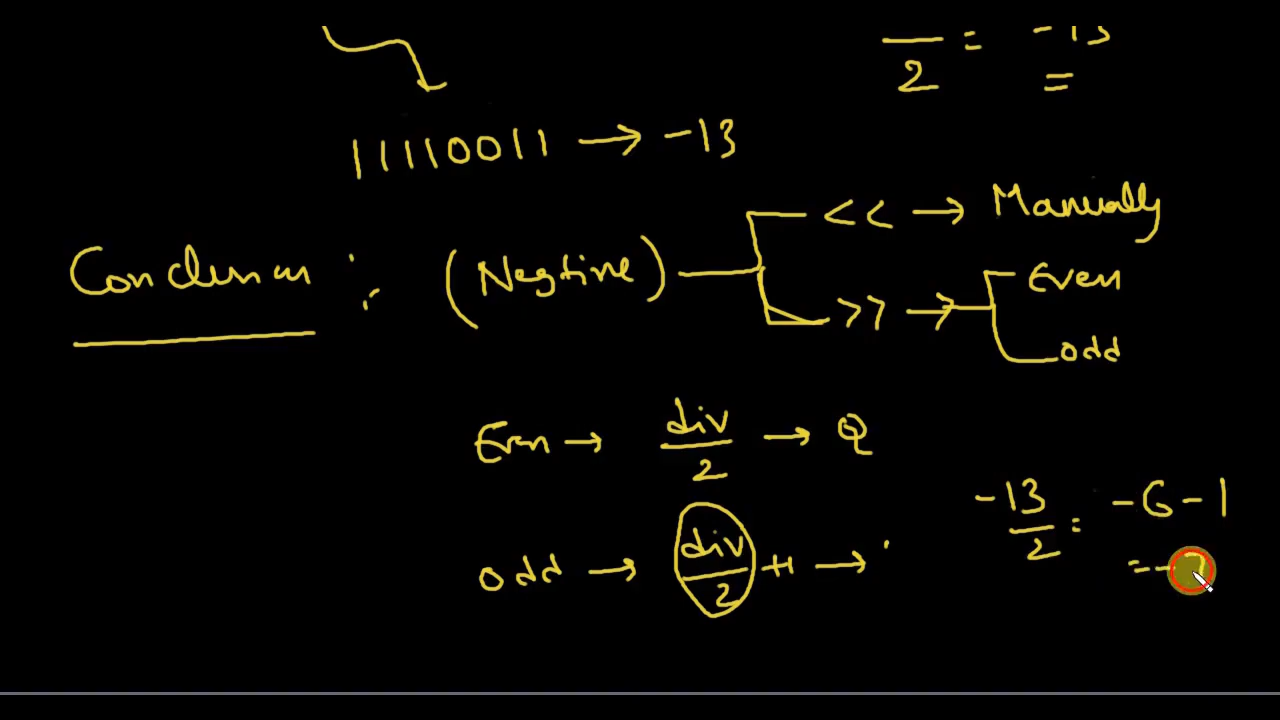 2 = -13
=
11110011 → -13
Conclusion : (Negtive) << → Manually
>> → Even
odd
Even → div/2 → Q
odd → div/2 +1 →
-13/2 = -6-1
= -